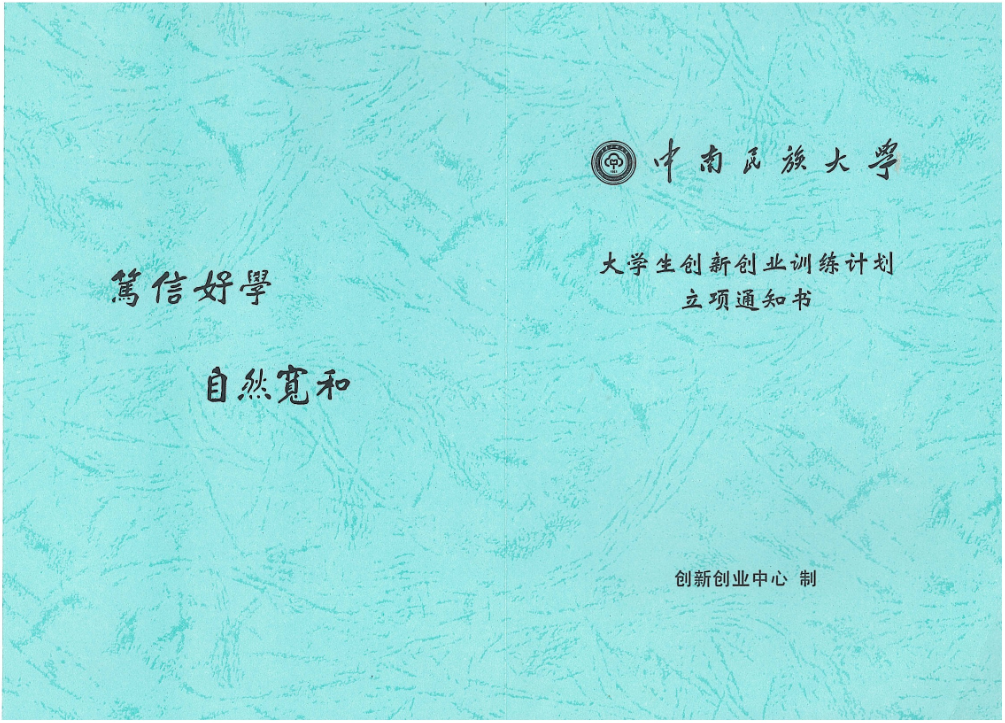 篤信好學
自然寬和
中南民族大學
大学生创新创业训练计划
立项通知书
创新创业中心 制